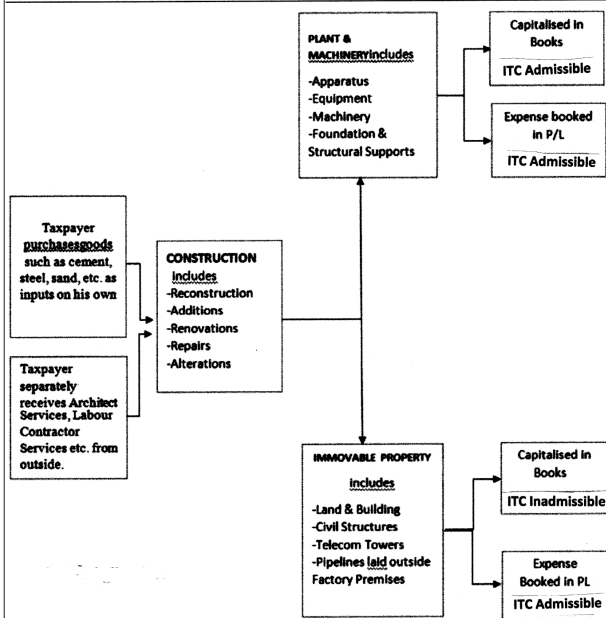 Taxpayer
purchasesgoods
such as cement,
steel, sand, etc. as
inputs on his own
Taxpayer
separately
receives Architect
Services, Labour
Contractor
Services etc. from
outside.
CONSTRUCTION
includes
-Reconstruction
-Additions
-Renovations
-Repairs
-Alterations
PLANT &
MACHINERYincludes
-Apparatus
-Equipment
-Machinery
-Foundation &
Structural Supports
Capitalised in
Books
ITC Admissible
Expense booked
in P/L
ITC Admissible
IMMOVABLE PROPERTY
includes
-Land & Building
-Civil Structures
-Telecom Towers
-Pipelines laid outside
Factory Premises
Capitalised in
Books
ITC Inadmissible
Expense
Booked in PL
ITC Admissible